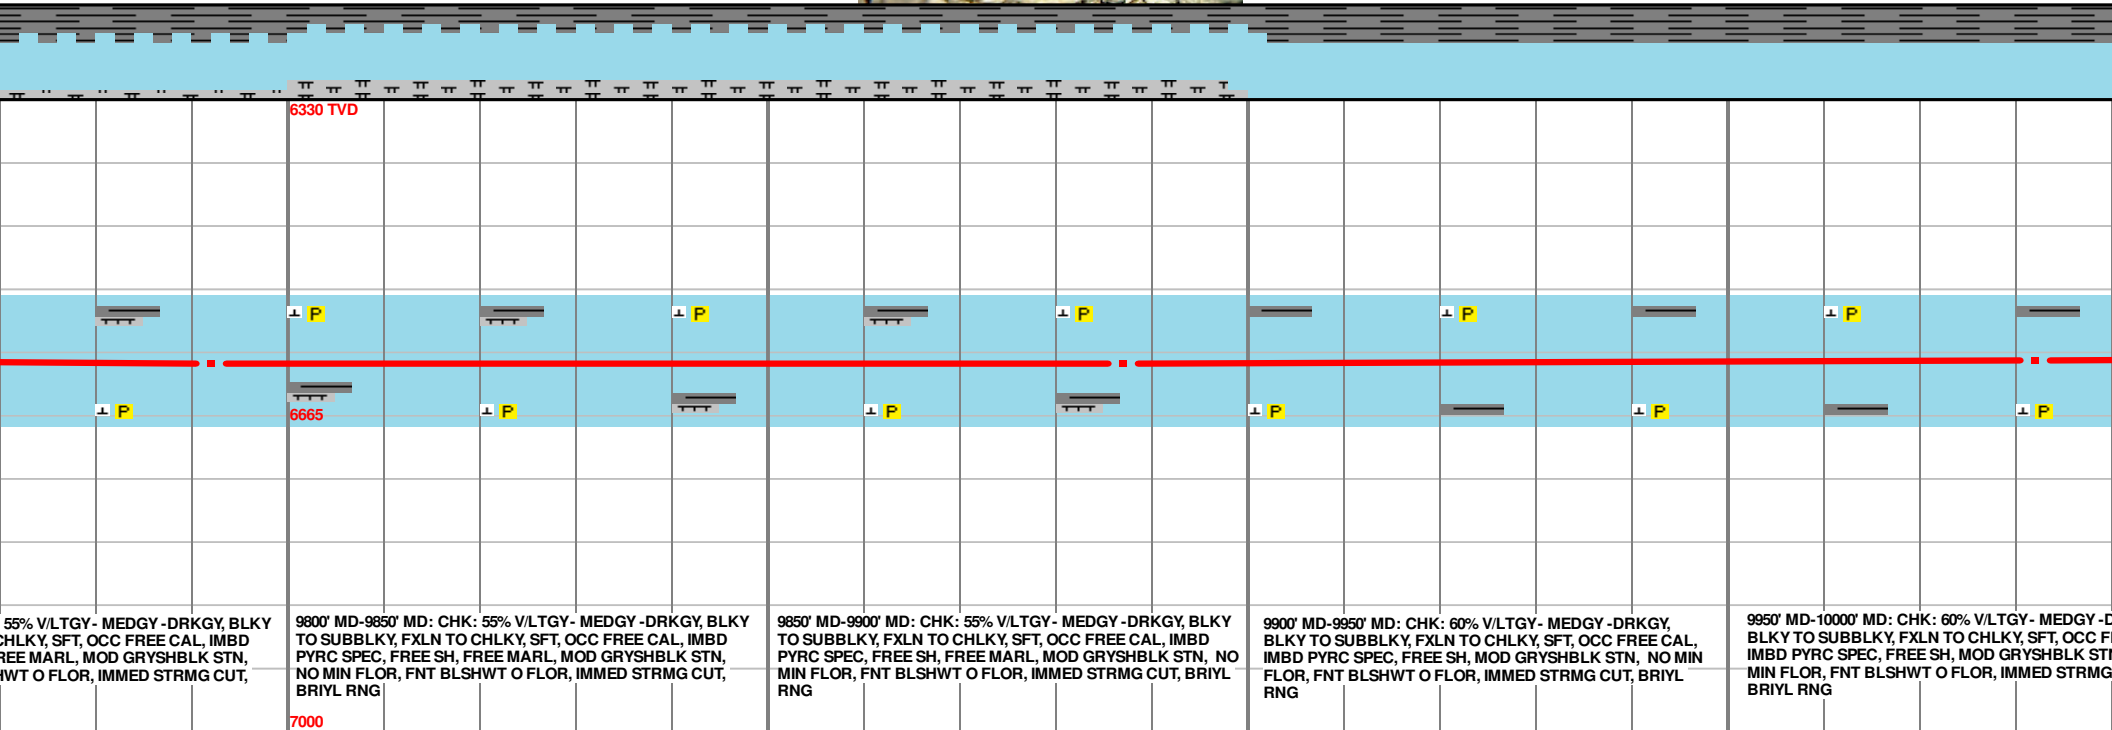 6330 TVD
P
P
P
P
P
6665
P
P
P
P
P
P
55% V/LTGY- MEDGY -DRKGY, BLKY
CHLKY, SFT, OCC FREE CAL, IMBD
FREE MARL, MOD GRYSHBLK STN,
O FLOR, IMMED STRMG CUT,
9800' MD-9850' MD: CHK: 55% V/LTGY- MEDGY -DRKGY, BLKY
TO SUBBLKY, FXLN TO CHLKY, SFT, OCC FREE CAL, IMBD
PYRC SPEC, FREE SH, FREE MARL, MOD GRYSHBLK STN,
NO MIN FLOR, FNT BLSHWT O FLOR, IMMED STRMG CUT,
BRIYL RNG
9850' MD-9900' MD: CHK: 55% V/LTGY- MEDGY -DRKGY, BLKY
TO SUBBLKY, FXLN TO CHLKY, SFT, OCC FREE CAL, IMBD
PYRC SPEC, FREE SH, FREE MARL, MOD GRYSHBLK STN, NO
MIN FLOR, FNT BLSHWT O FLOR, IMMED STRMG CUT, BRIYL
RNG
9900' MD-9950' MD: CHK: 60% V/LTGY- MEDGY -DRKGY,
BLKY TO SUBBLKY, FXLN TO CHLKY, SFT, OCC FREE CAL,
IMBD PYRC SPEC, FREE SH, MOD GRYSHBLK STN, NO MIN
FLOR, FNT BLSHWT O FLOR, IMMED STRMG CUT, BRIYL
RNG
9950' MD-10000' MD: CHK: 60% V/LTGY- MEDGY -D
BLKY TO SUBBLKY, FXLN TO CHLKY, SFT, OCC F
IMBD PYRC SPEC, FREE SH, MOD GRYSHBLK STN
MIN FLOR, FNT BLSHWT O FLOR, IMMED STRMG
BRIYL RNG
7000